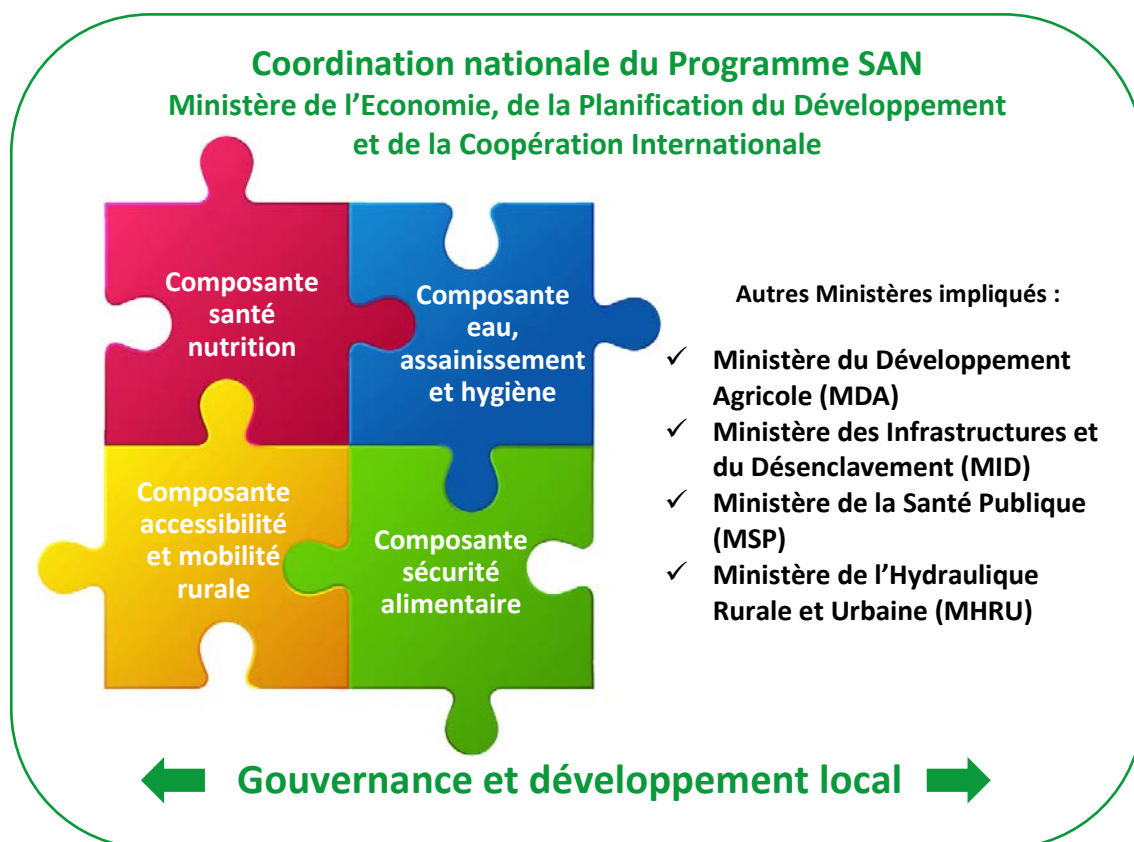 Coordination nationale du Programme SAN
Ministère de l’Economie, de la Planification du Développement
et de la Coopération Internationale
Composante
santé
nutrition
Composante
eau,
assainissement
et hygiène
Composante
accessibilité
et mobilité
rurale
Composante
sécurité
alimentaire
Autres Ministères impliqués :
✓ Ministère du Développement
Agricole (MDA)
✓ Ministère des Infrastructures et
du Désenclavement (MID)
✓ Ministère de la Santé Publique
(MSP)
✓ Ministère de l’Hydraulique
Rurale et Urbaine (MHRU)
Gouvernance et développement local